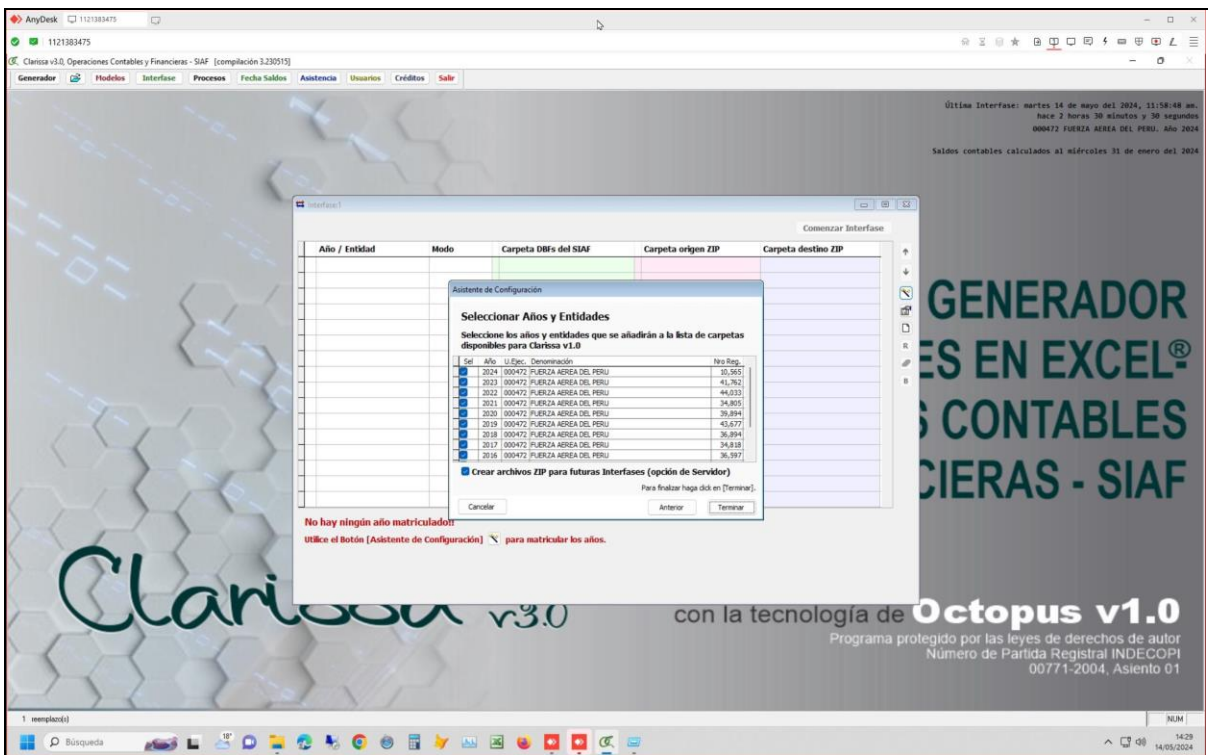 AnyDesk 1121383475
1121383475
Clarissa v3.0, Operaciones Contables y Financieras - SIAF [compilación 3.230515]
Generador Modelos Interfase Procesos Fecha Saldos Asistencia Usuarios Créditos Salir
Última Interfase: martes 14 de mayo del 2024, 11:58:48 am.
hace 2 horas 30 minutos y 30 segundos
000472 FUERZA AEREA DEL PERU. Año 2024
Saldos contables calculados al miércoles 31 de enero del 2024
Interfase3
Comenzar Interfase
Año / Entidad Modo Carpeta DBFs del SIAF Carpeta origen ZIP Carpeta destino ZIP
R
B
Asistente de Configuración
Seleccionar Años y Entidades
Seleccione los años y entidades que se añadirán a la lista de carpetas
disponibles para Clarissa v1.0
Sel Año U.Ejec. Denominación Nro Reg.
2024 000472 FUERZA AEREA DEL PERU 10,565
2023 000472 FUERZA AEREA DEL PERU 41,762
2022 000472 FUERZA AEREA DEL PERU 44,033
2021 000472 FUERZA AEREA DEL PERU 34,805
2020 000472 FUERZA AEREA DEL PERU 39,894
2019 000472 FUERZA AEREA DEL PERU 43,677
2018 000472 FUERZA AEREA DEL PERU 36,894
2017 000472 FUERZA AEREA DEL PERU 34,818
2016 000472 FUERZA AEREA DEL PERU 36,597
Crear archivos ZIP para futuras Interfases (opción de Servidor)
Para finalizar haga click en [Terminar].
Cancelar Anterior Terminar
No hay ningún año matriculado!!
Utilice el Botón [Asistente de Configuración] para matricular los años.
GENERADOR
ES EN EXCEL®
S CONTABLES
CIERAS - SIAF
Clarissa v3.0
con la tecnología de Octopus v1.0
Programa protegido por las leyes de derechos de autor
Número de Partida Registral INDECOPI
00771-2004, Asiento 01
1 reemplazo(s) NUM
Búsqueda 18° 14:29
14/05/2024